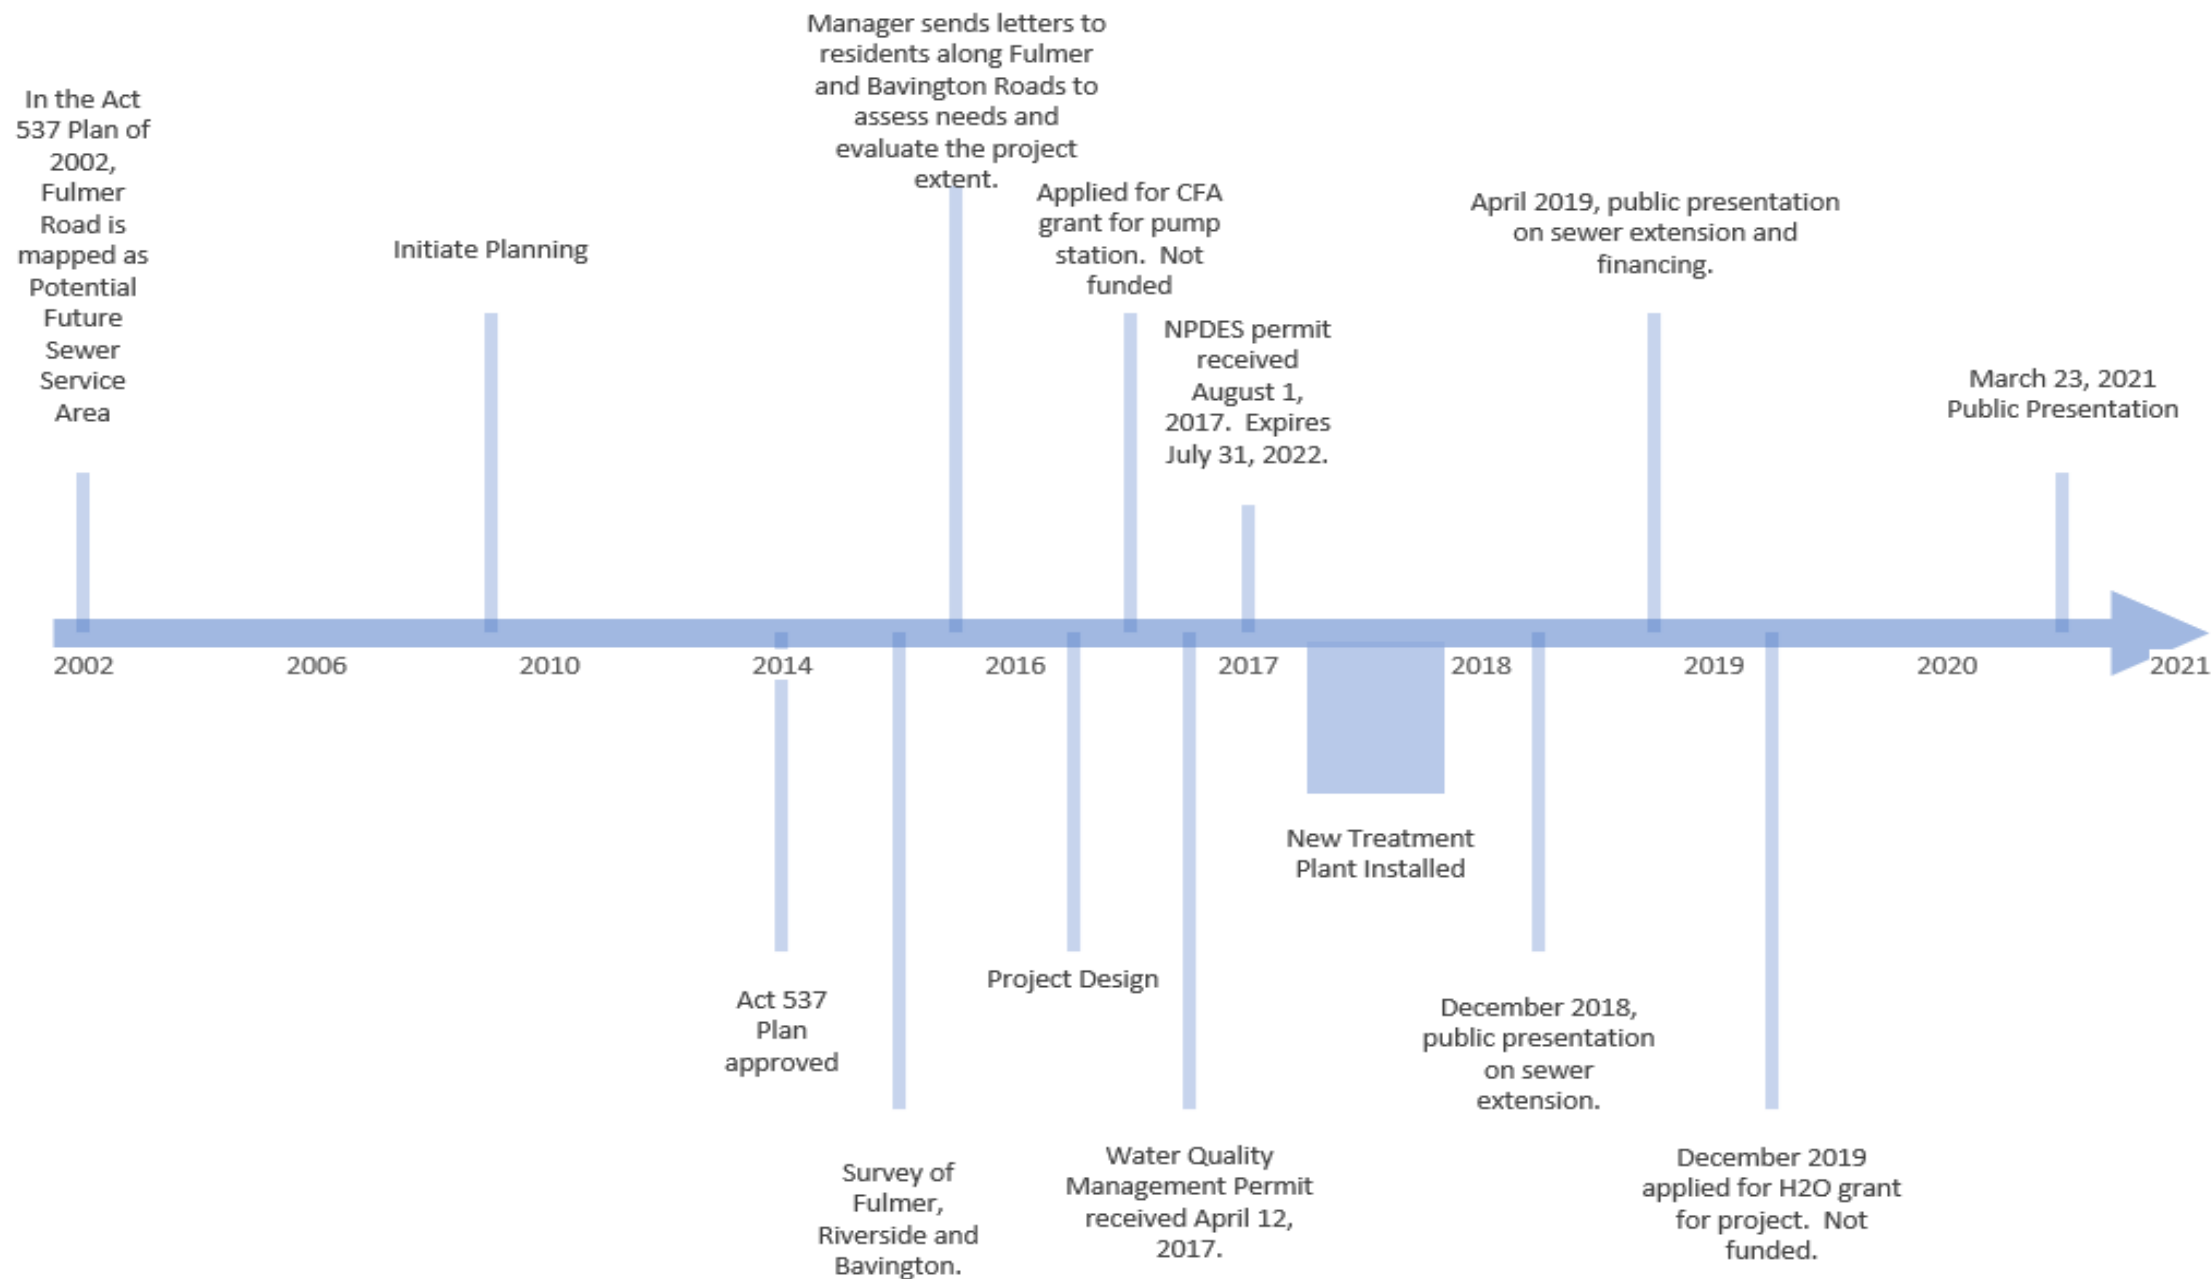 In the Act
537 Plan of
2002,
Fulmer
Road is
mapped as
Potential
Future
Sewer
Service
Area
Initiate Planning
Manager sends letters to
residents along Fulmer
and Bavington Roads to
assess needs and
evaluate the project
extent.
Applied for CFA
grant for pump
station.  Not
funded
NPDES permit
received
August 1,
2017.  Expires
July 31, 2022.
April 2019, public presentation
on sewer extension and
financing.
March 23, 2021
Public Presentation
2002
2006
2010
2014
2016
2017
2018
2019
2020
2021
Act 537
Plan
approved
Survey of
Fulmer,
Riverside and
Bavington.
Project Design
Water Quality
Management Permit
received April 12,
2017.
New Treatment
Plant Installed
December 2018,
public presentation
on sewer
extension.
December 2019
applied for H2O grant
for project.  Not
funded.